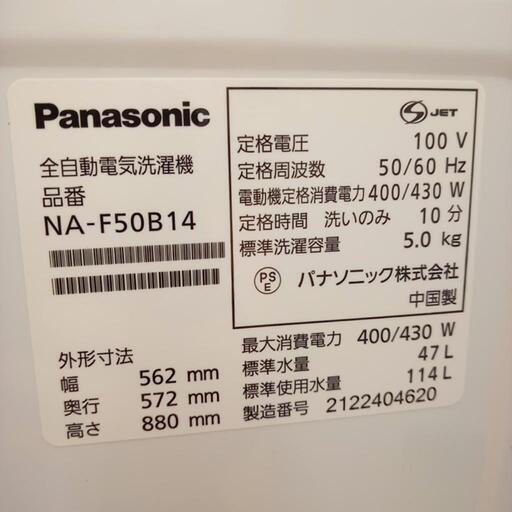 Panasonic
全自動電気洗濯機
品番
NA-F50B14
外形寸法
幅 562 mm
奥行 572 mm
高さ 880 mm
S JET
定格電圧 100 V
定格周波数 50/60 Hz
電動機定格消費電力 400/430 W
定格時間 洗いのみ 10 分
標準洗濯容量 5.0 kg
PS
E
パナソニック株式会社
中国製
最大消費電力 400/430 W
標準水量 47 L
標準使用水量 114 L
製造番号 2122404620